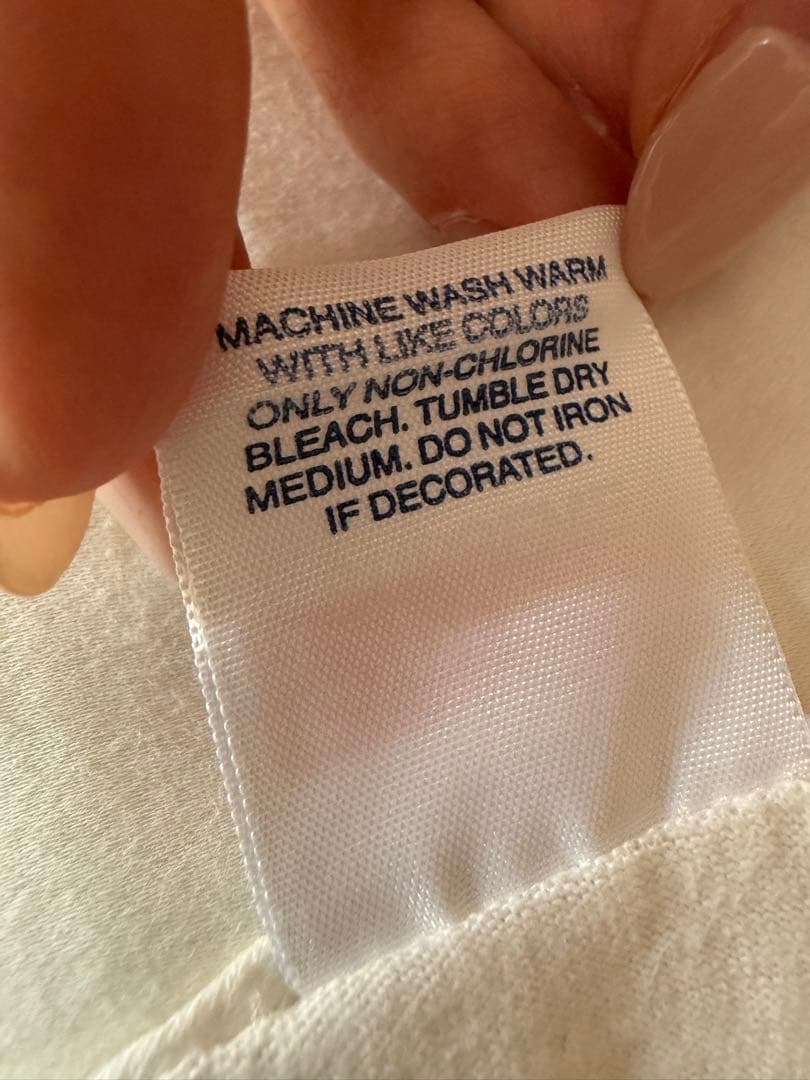 MACHINE WASH WARM
WITH LIKE COLORS
ONLY NON-CHLORINE
BLEACH. TUMBLE DRY
MEDIUM. DO NOT IRON
IF DECORATED.